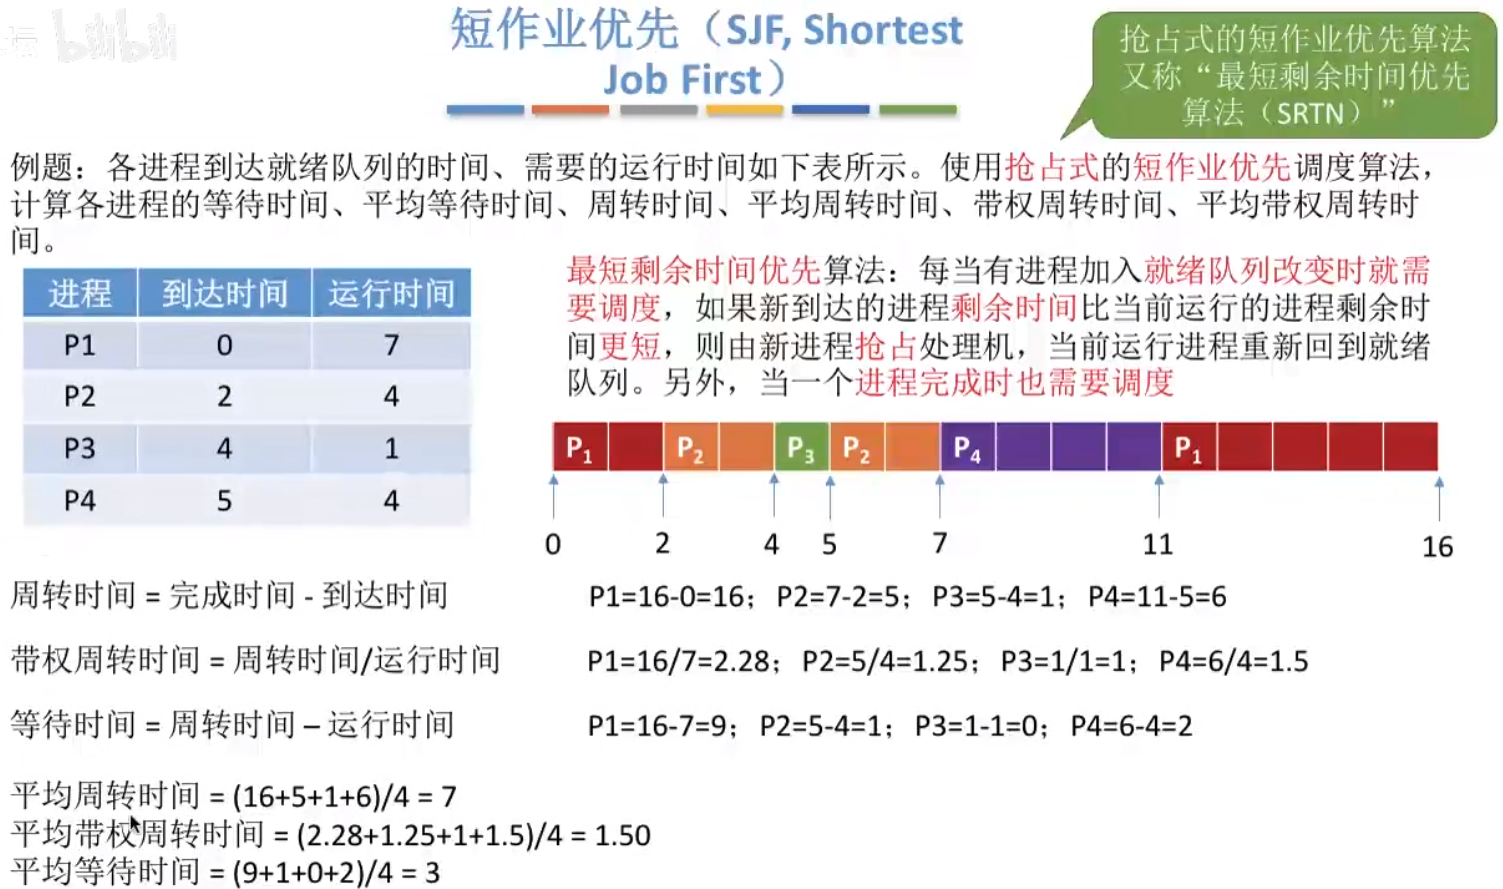 bilibili
短作业优先（SJF, Shortest
Job First）
抢占式的短作业优先算法
又称“最短剩余时间优先
算法（SRTN）”
例题：各进程到达就绪队列的时间、需要的运行时间如下表所示。使用抢占式的短作业优先调度算法，
计算各进程的等待时间、平均等待时间、周转时间、平均周转时间、带权周转时间、平均带权周转时
间。
进程 到达时间 运行时间
P1 0 7
P2 2 4
P3 4 1
P4 5 4
最短剩余时间优先算法：每当有进程加入就绪队列改变时就需
要调度，如果新到达的进程剩余时间比当前运行的进程剩余时
间更短，则由新进程抢占处理机，当前运行进程重新回到就绪
队列。另外，当一个进程完成时也需要调度
P1 P2 P3 P2 P4 P1
0 2 4 5 7 11 16
周转时间 = 完成时间 - 到达时间 P1=16-0=16；P2=7-2=5；P3=5-4=1；P4=11-5=6
带权周转时间 = 周转时间/运行时间 P1=16/7=2.28；P2=5/4=1.25；P3=1/1=1；P4=6/4=1.5
等待时间 = 周转时间 – 运行时间 P1=16-7=9；P2=5-4=1；P3=1-1=0；P4=6-4=2
平均周转时间 = (16+5+1+6)/4 = 7
平均带权周转时间 = (2.28+1.25+1+1.5)/4 = 1.50
平均等待时间 = (9+1+0+2)/4 = 3